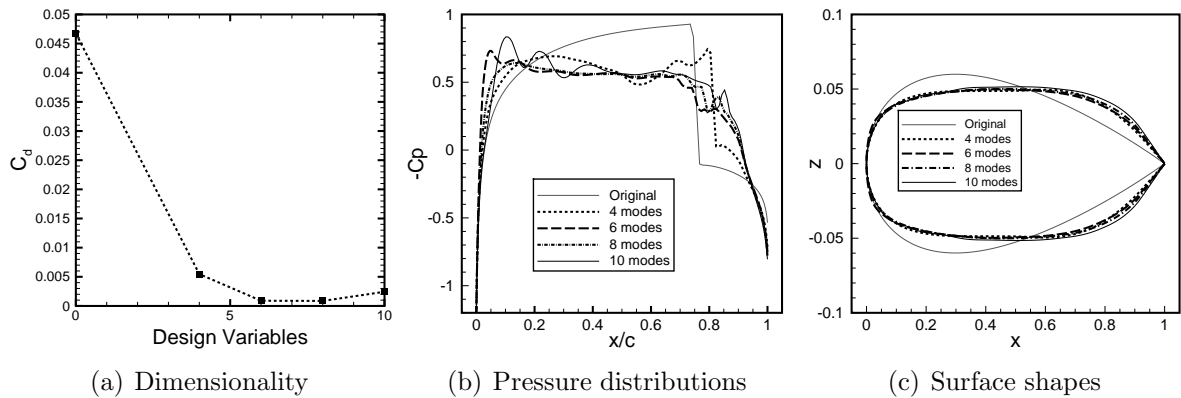 0.05
0.045
0.04
0.035
0.03
0.025
0.02
0.015
0.01
0.005
0
0 5 10
C_d
Design Variables
(a) Dimensionality
1
0.5
0
-0.5
-1
0 0.2 0.4 0.6 0.8 1
-Cp
x/c
Original
4 modes
6 modes
8 modes
10 modes
(b) Pressure distributions
0.1
0.05
0
-0.05
-0.1
0 0.2 0.4 0.6 0.8 1
z
x
Original
4 modes
6 modes
8 modes
10 modes
(c) Surface shapes